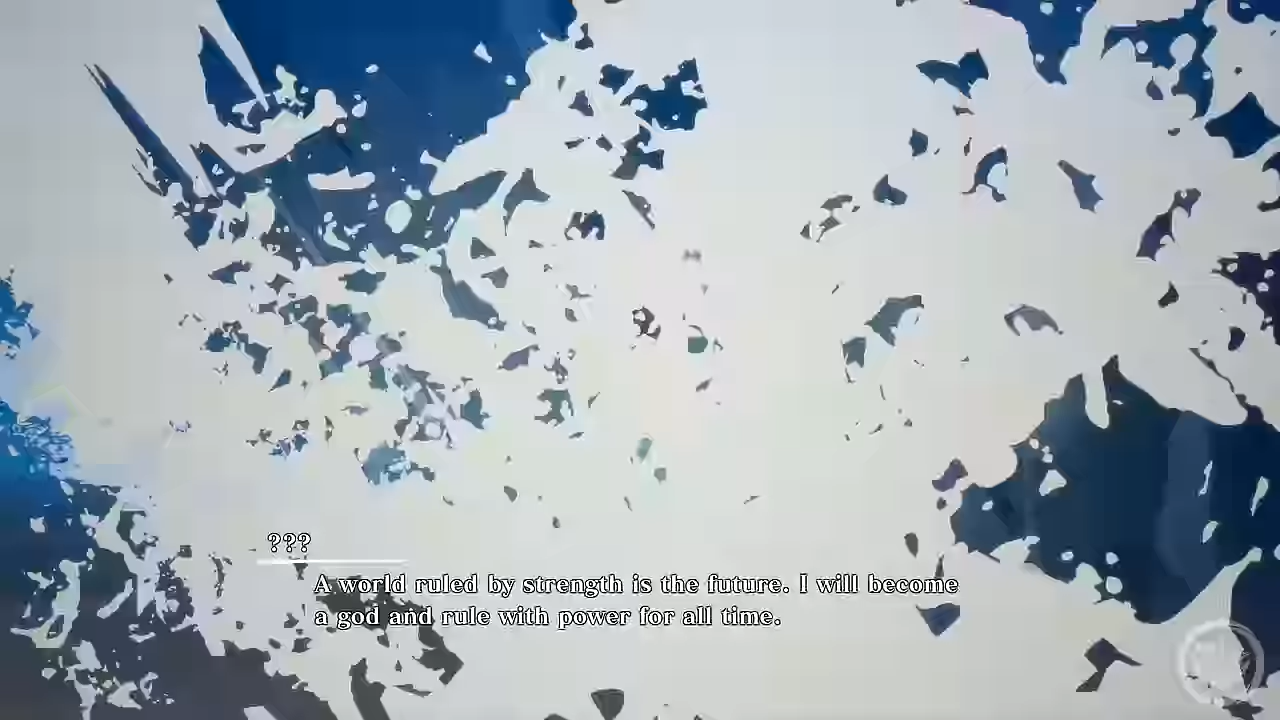 ???
A world ruled by strength is the future. I will become
a god and rule with power for all time.